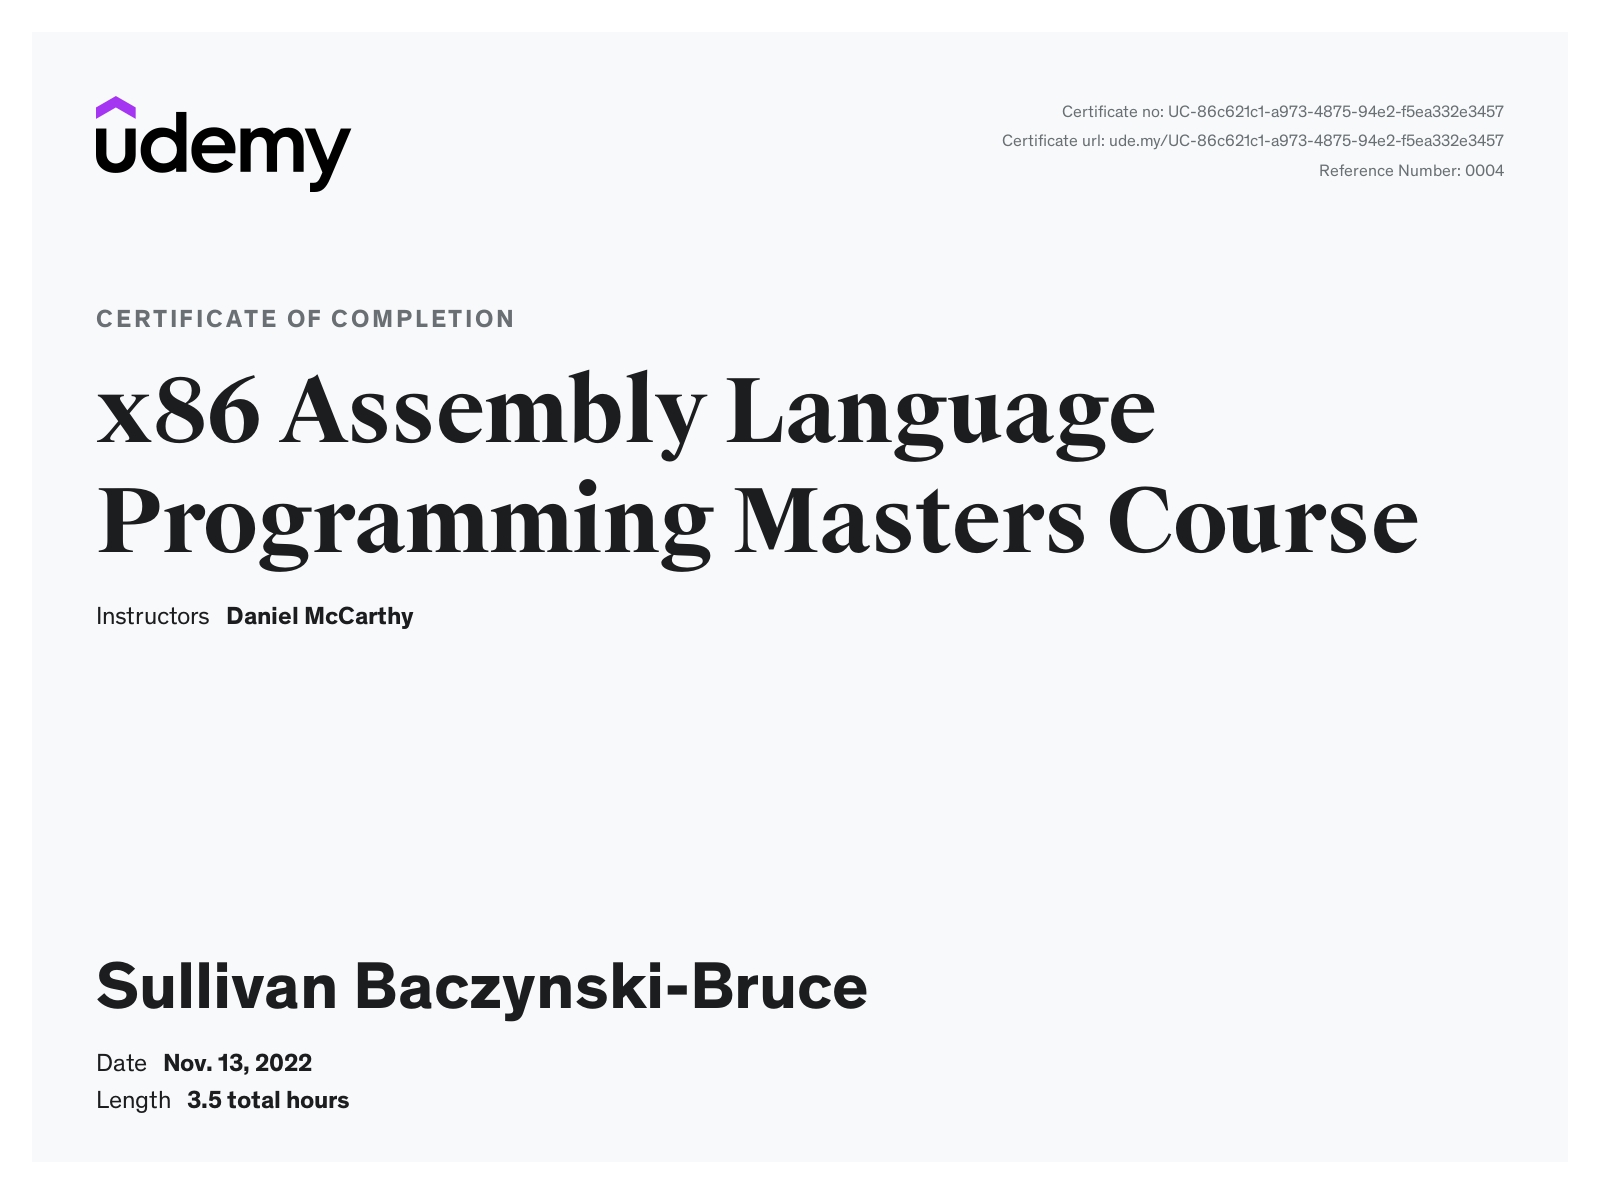 udemy
Certificate no: UC-86c621c1-a973-4875-94e2-f5ea332e3457
Certificate url: ude.my/UC-86c621c1-a973-4875-94e2-f5ea332e3457
Reference Number: 0004
CERTIFICATE OF COMPLETION
x86 Assembly Language
Programming Masters Course
Instructors Daniel McCarthy
Sullivan Baczynski-Bruce
Date Nov. 13, 2022
Length 3.5 total hours